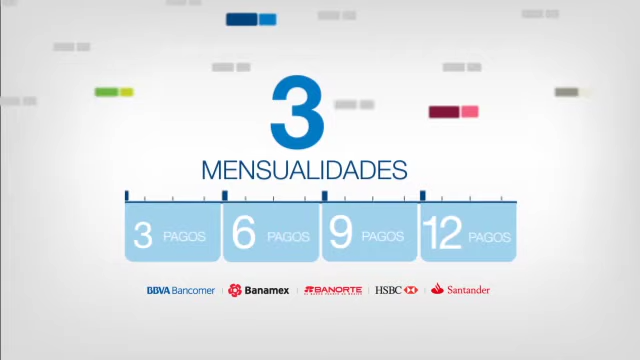 3
MENSUALIDADES
3 PAGOS 6 PAGOS 9 PAGOS 12 PAGOS
BBVA Bancomer Banamex BANORTE HSBC Santander